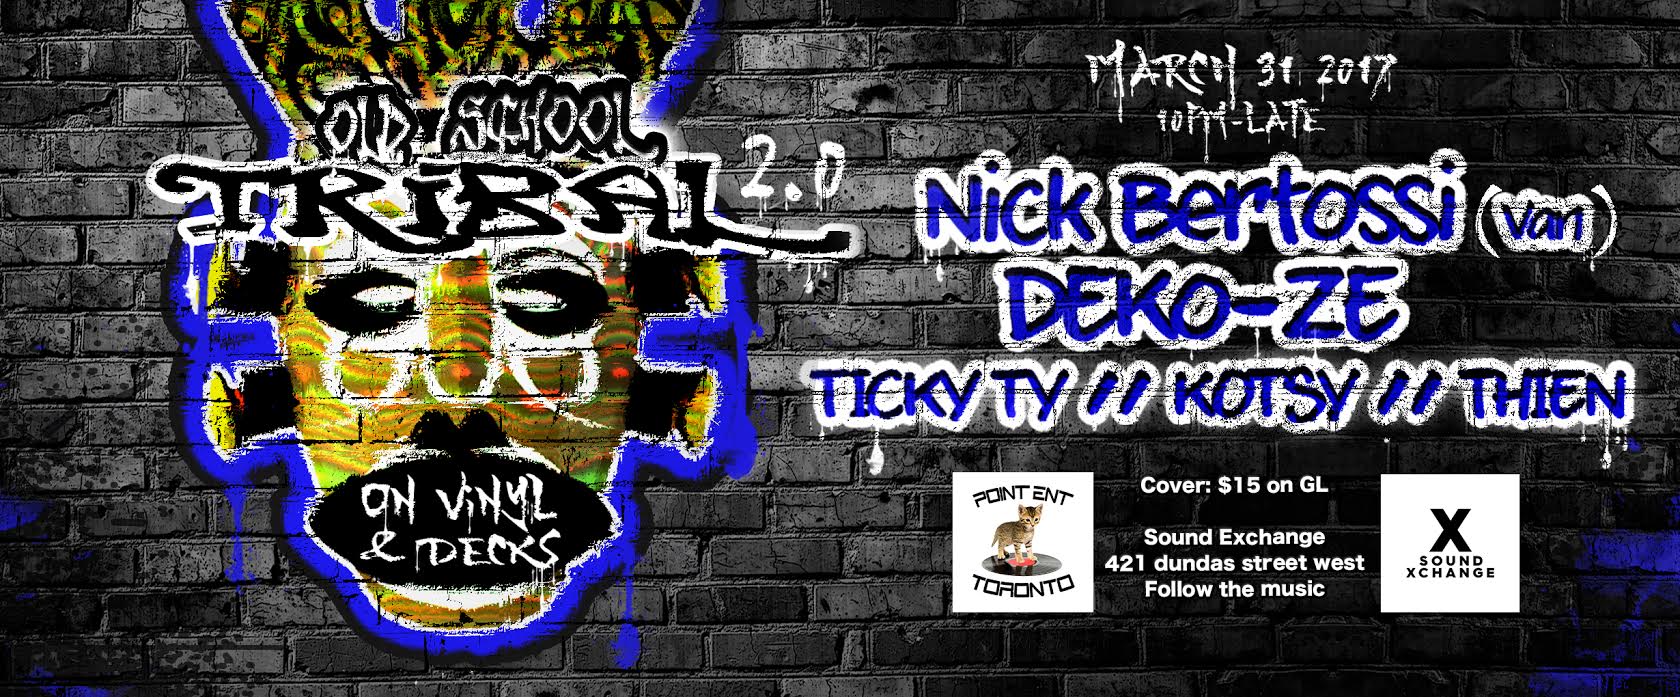 OLD SCHOOL
TRiBAL 2.0
ON ViNYL
& DECKS
MARCH 31 2017
10PM-LATE
Nick Bertossi (van)
DEKO-ZE
TICKY TY // KOTSY // THIEN
POINT ENT
TORONTO
Cover: $15 on GL
Sound Exchange
421 dundas street west
Follow the music
X
SOUND
XCHANGE